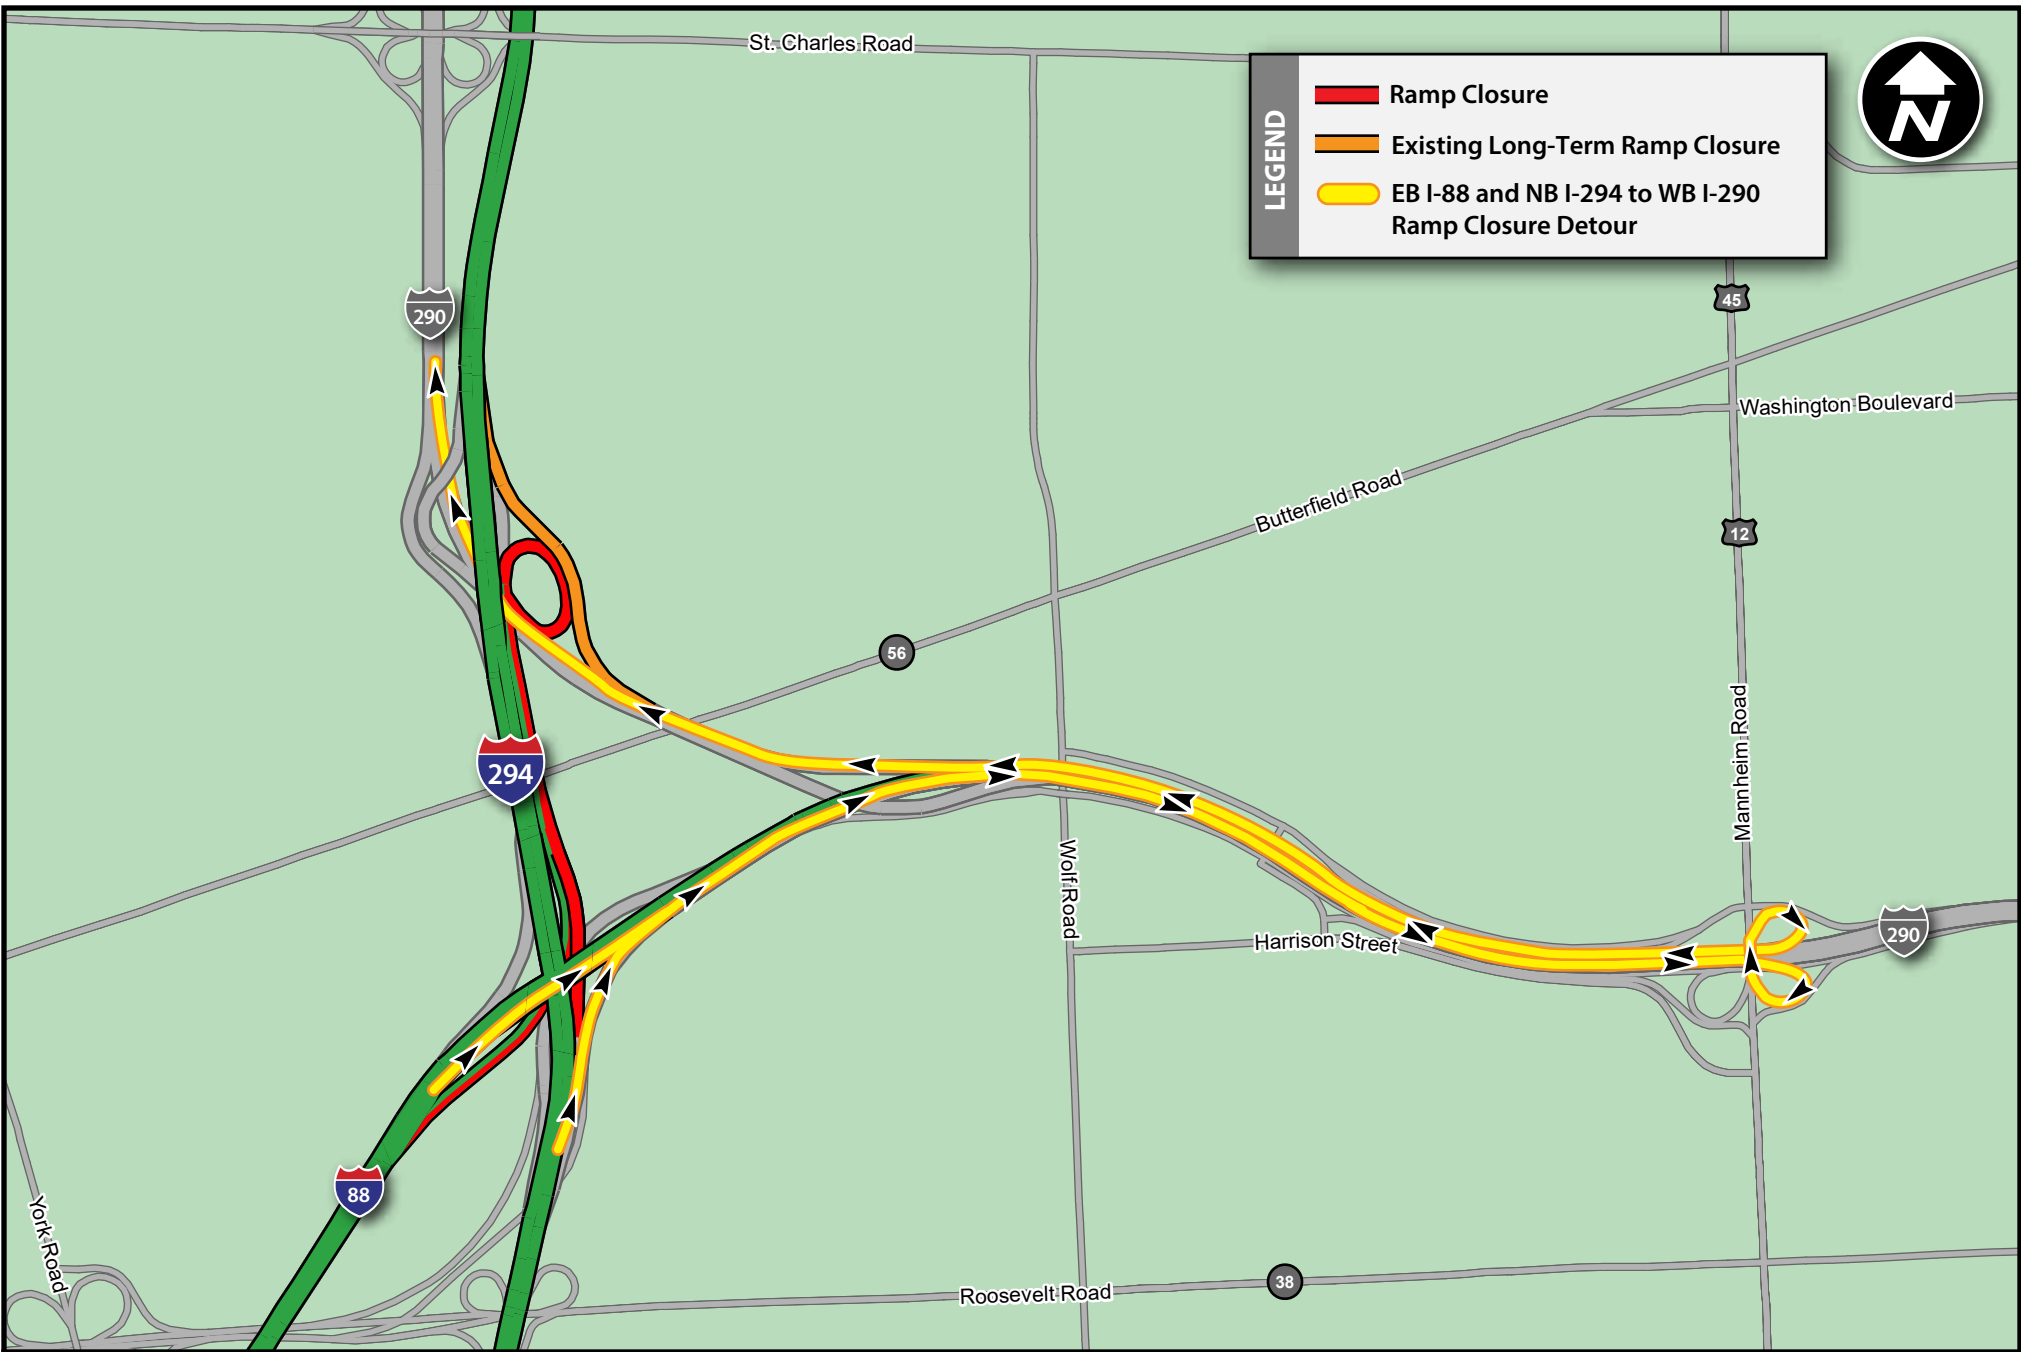 St. Charles Road
LEGEND
Ramp Closure
Existing Long-Term Ramp Closure
EB I-88 and NB I-294 to WB I-290
Ramp Closure Detour
N
290
45
Washington Boulevard
Butterfield Road
12
56
Mannheim Road
294
Wolf Road
Harrison Street
290
88
York Road
Roosevelt Road
38